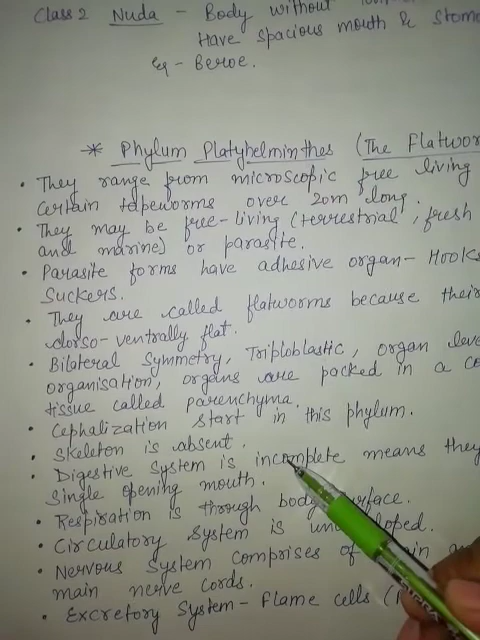 Class 2 Nuda - Body without
Have spacious mouth &
Eg - Beroe.
* Phylum Platyhelminthes (The
• They range from microscopic free living
certain tapeworms over 20m long.
• They may be free-living (terrestrial, fresh
and marine) or parasite.
• Parasite forms have adhesive organ - Hooks
Suckers.
• They are called flatworms because their
dorso-ventrally flat.
• Bilateral Symmetry, Triploblastic, organ
organisation, organs are packed in a
tissue called parenchyma.
• Cephalization start in this phylum.
• Skeleton is absent.
• Digestive System is incomplete means they
Single opening mouth.
• Respiration is through body surface.
• Circulatory System is
• Nervous System comprises of
main nerve cords.
• Excretory System - Flame cells (